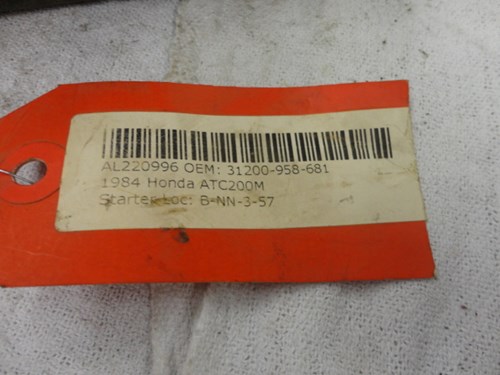 AL220996 OEM: 31200-958-681
1984 Honda ATC200M
Starter Loc: B-NN-3-57